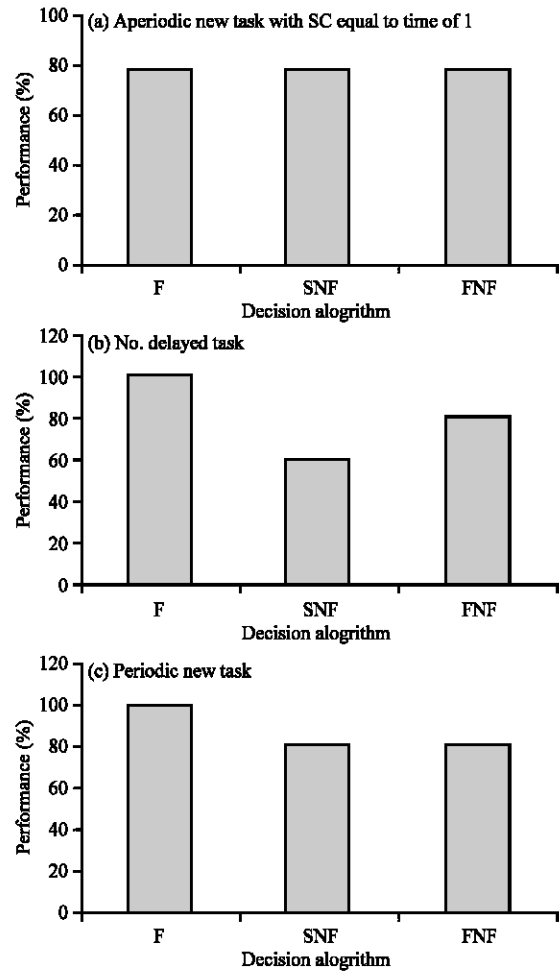 (a) Aperiodic new task with SC equal to time of 1
Performance (%)
100
80
60
40
20
0
F SNF FNF
Decision alogrithm
(b) No. delayed task
Performance (%)
120
100
80
60
40
20
0
F SNF FNF
Decision alogrithm
(c) Periodic new task
Performance (%)
120
100
80
60
40
20
0
F SNF FNF
Decision alogrithm